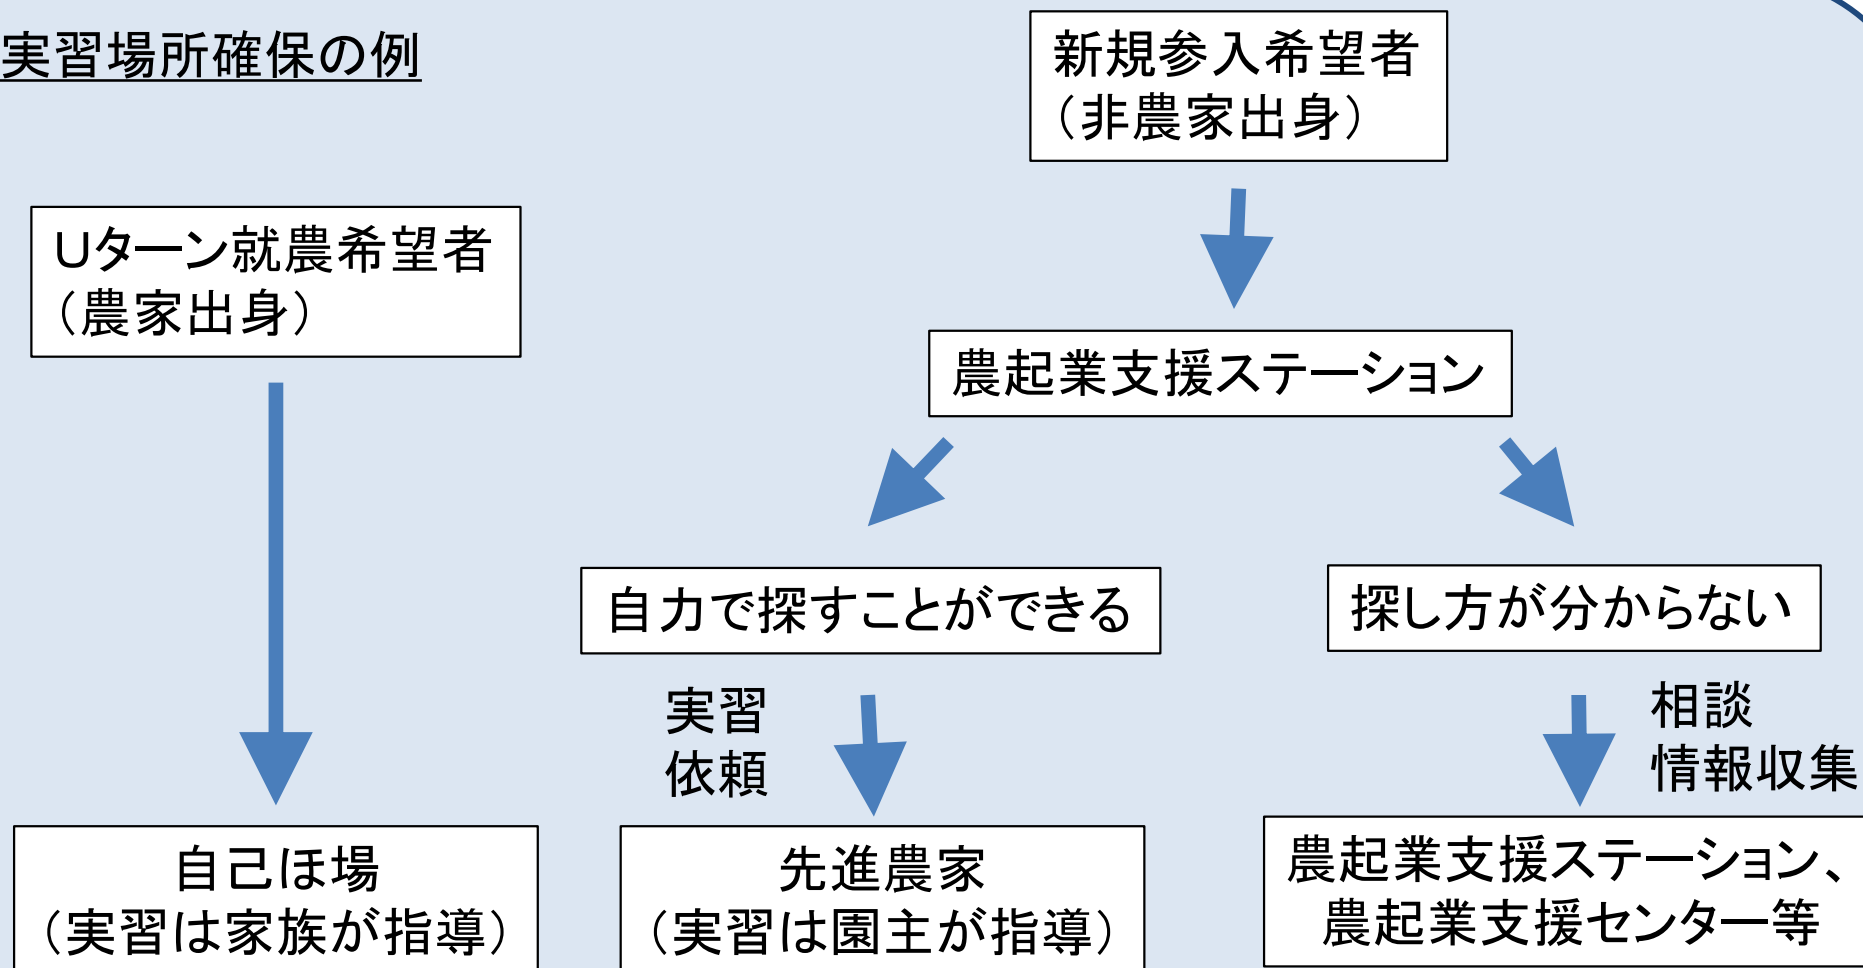 実習場所確保の例
新規参入希望者
（非農家出身）
Uターン就農希望者
（農家出身）
農起業支援ステーション
自力で探すことができる
探し方が分からない
実習
依頼
相談
情報収集
自己ほ場
（実習は家族が指導）
先進農家
（実習は園主が指導）
農起業支援ステーション、
農起業支援センター等